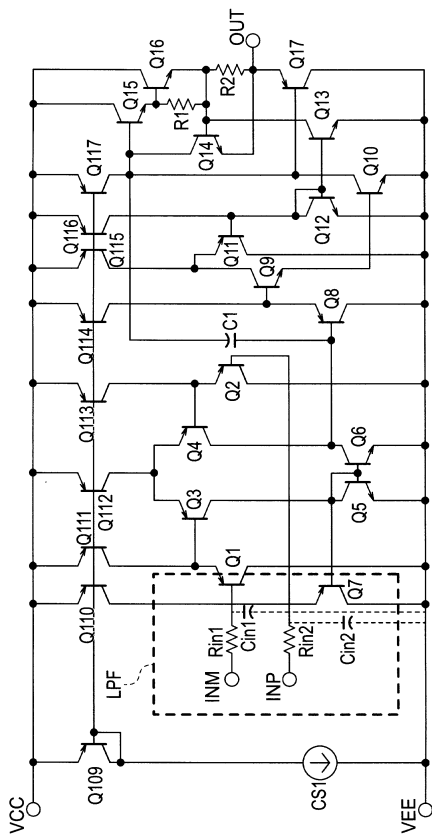 VCC
Q109
CS1
VEE
LPF
INM
INP
Rin1
Cin1
Rin2
Cin2
Q110
Q111
Q1
Q7
Q112
Q3
Q4
Q5
Q6
Q113
Q2
C1
Q114
Q8
Q9
Q115
Q116
Q11
Q12
Q10
Q117
Q13
Q14
Q15
Q16
R1
R2
OUT
Q17